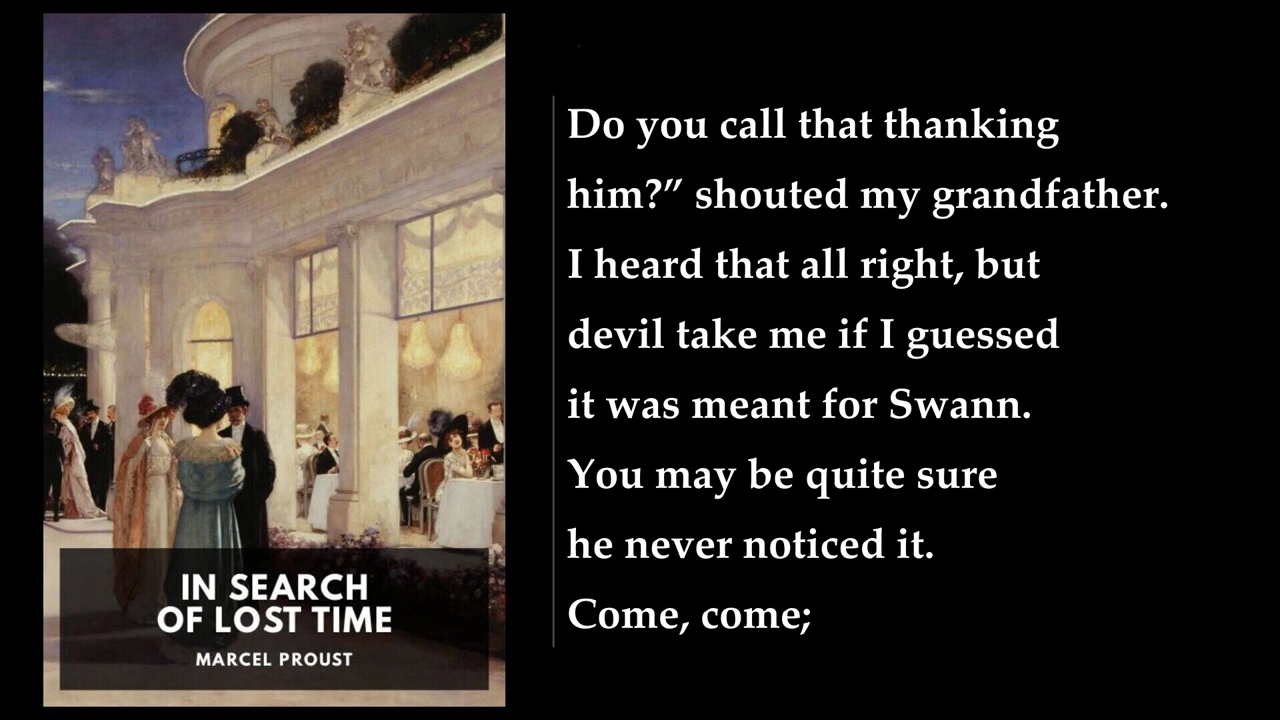 IN SEARCH
OF LOST TIME
MARCEL PROUST
Do you call that thanking
him?” shouted my grandfather.
I heard that all right, but
devil take me if I guessed
it was meant for Swann.
You may be quite sure
he never noticed it.
Come, come;